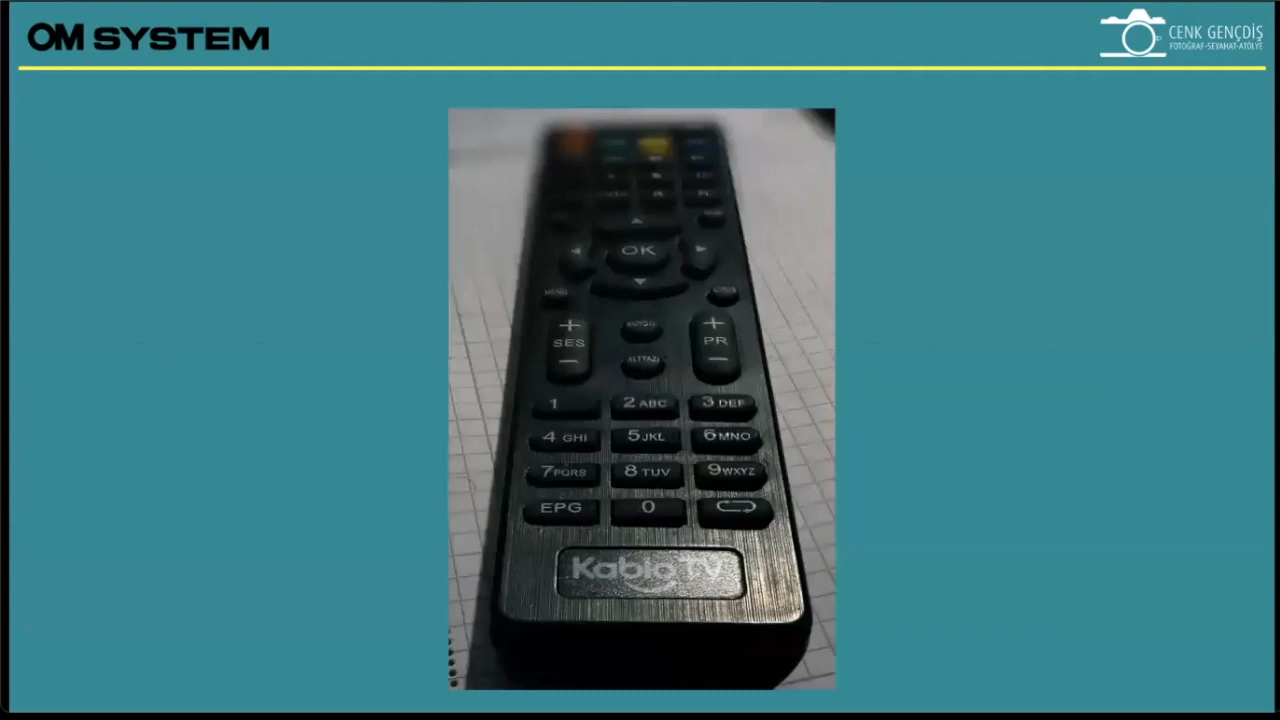 OM SYSTEM
CENK GENÇDİŞ
FOTOĞRAF-SEYAHAT-ATÖLYE
OK
MENU
+ +
SES PR
- -
ALTYAZI
1 2 ABC 3 DEF
4 GHI 5 JKL 6 MNO
7 PQRS 8 TUV 9 WXYZ
EPG 0
Kablo TV